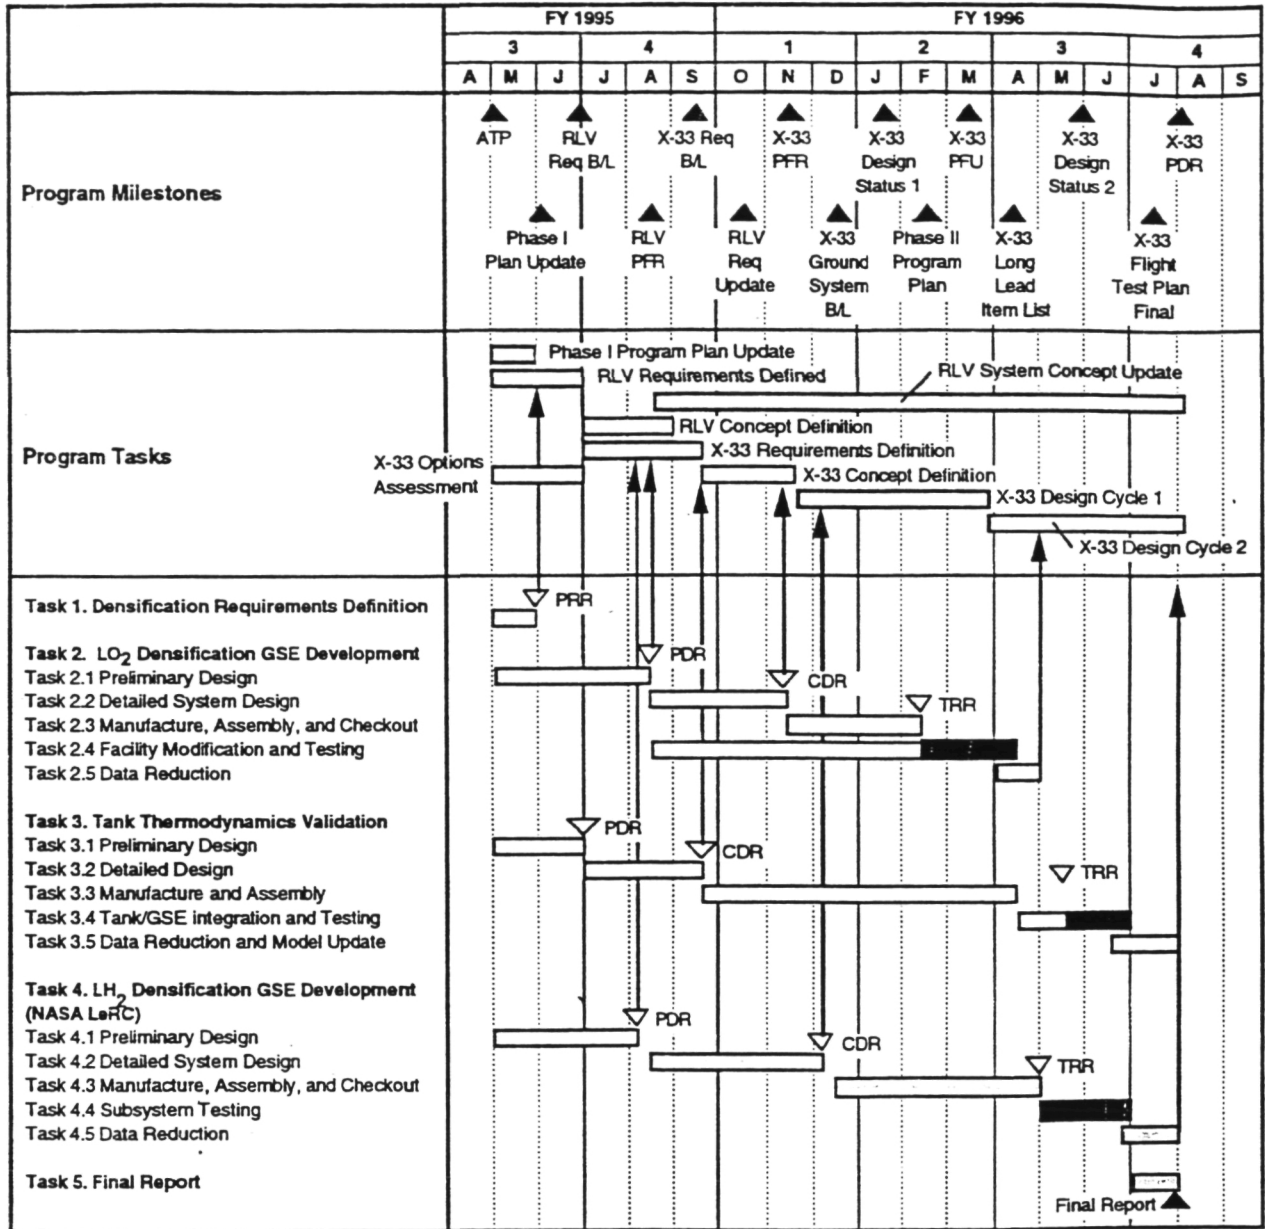 FY 1995 FY 1996
3 4 1 2 3 4
A M J J A S O N D J F M A M J J A S
Program Milestones
ATP
RLV
Req B/L
X-33 Req
B/L
X-33
PFR
X-33
Design
Status 1
X-33
PFU
X-33
Design
Status 2
X-33
PDR
Phase I
Plan Update
RLV
PFR
RLV
Req
Update
X-33
Ground
System
B/L
Phase II
Program
Plan
X-33
Long
Lead
Item List
X-33
Flight
Test Plan
Final
Program Tasks
Phase I Program Plan Update
RLV Requirements Defined
RLV System Concept Update
RLV Concept Definition
X-33 Requirements Definition
X-33 Options
Assessment
X-33 Concept Definition
X-33 Design Cycle 1
X-33 Design Cycle 2
Task 1. Densification Requirements Definition
PRR
Task 2. LO2 Densification GSE Development
PDR
Task 2.1 Preliminary Design
CDR
Task 2.2 Detailed System Design
TRR
Task 2.3 Manufacture, Assembly, and Checkout
Task 2.4 Facility Modification and Testing
Task 2.5 Data Reduction
Task 3. Tank Thermodynamics Validation
PDR
Task 3.1 Preliminary Design
CDR
Task 3.2 Detailed Design
TRR
Task 3.3 Manufacture and Assembly
Task 3.4 Tank/GSE integration and Testing
Task 3.5 Data Reduction and Model Update
Task 4. LH2 Densification GSE Development
(NASA LeRC)
PDR
Task 4.1 Preliminary Design
CDR
Task 4.2 Detailed System Design
TRR
Task 4.3 Manufacture, Assembly, and Checkout
Task 4.4 Subsystem Testing
Task 4.5 Data Reduction
Task 5. Final Report
Final Report